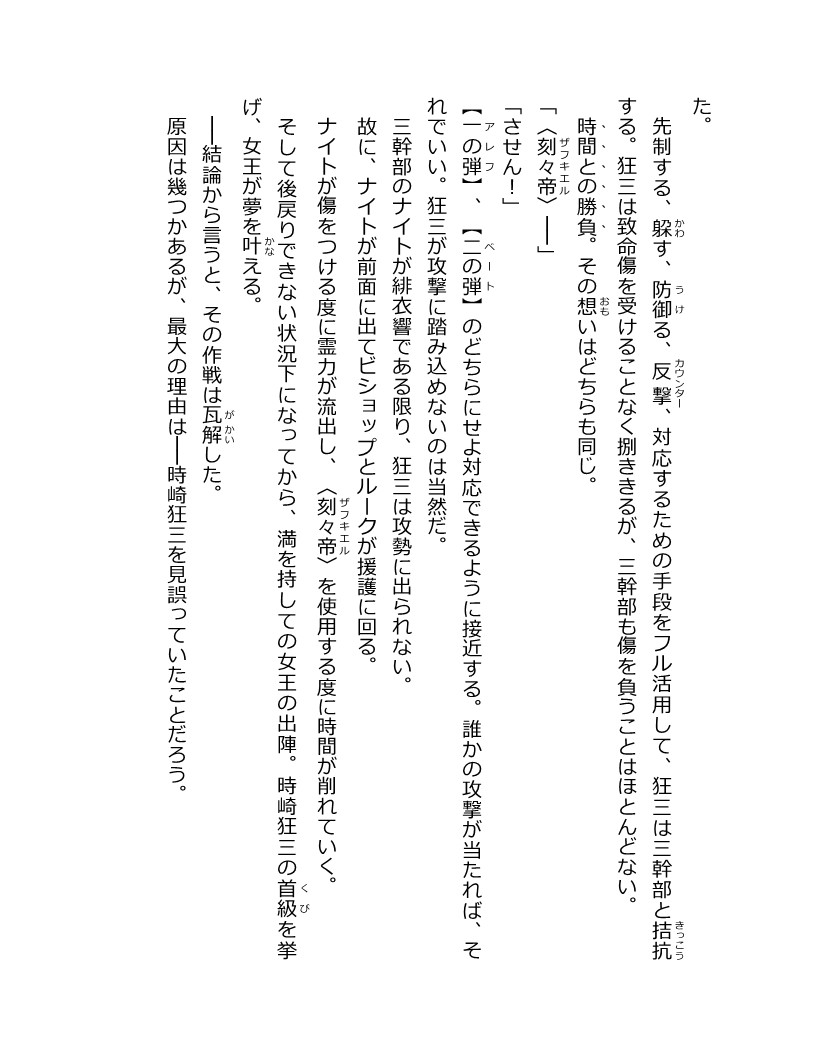 た。
先制する、躱す、防御る、反撃、対応するための手段をフル活用して、狂三は三幹部と拮抗
する。狂三は致命傷を受けることなく捌ききるが、三幹部も傷を負うことはほとんどない。
時間との勝負。その想いはどちらも同じ。
「〈刻々帝〉――」
「させん！」
【一の弾】、【二の弾】のどちらにせよ対応できるように接近する。誰かの攻撃が当たれば、そ
れでいい。狂三が攻撃に踏み込めないのは当然だ。
三幹部のナイトが緋衣響である限り、狂三は攻勢に出られない。
故に、ナイトが前面に出てビショップとルークが援護に回る。
ナイトが傷をつける度に霊力が流出し、〈刻々帝〉を使用する度に時間が削れていく。
そして後戻りできない状況下になってから、満を持しての女王の出陣。時崎狂三の首級を挙
げ、女王が夢を叶える。
――結論から言うと、その作戦は瓦解した。
原因は幾つかあるが、最大の理由は――時崎狂三を見誤っていたことだろう。